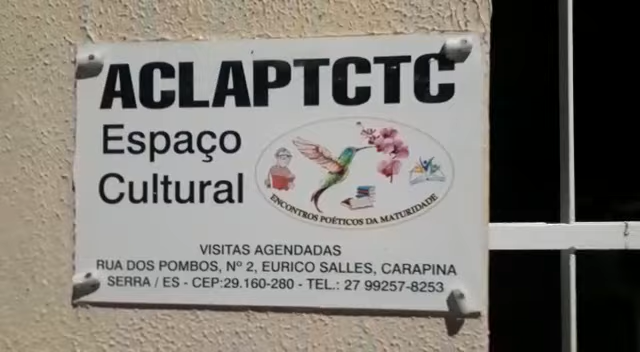 ACLAPTCTC
Espaço
Cultural
ENCONTROS POÉTICOS DA MATURIDADE
VISITAS AGENDADAS
RUA DOS POMBOS, Nº 2, EURICO SALLES, CARAPINA
SERRA / ES - CEP:29.160-280 - TEL.: 27 99257-8253